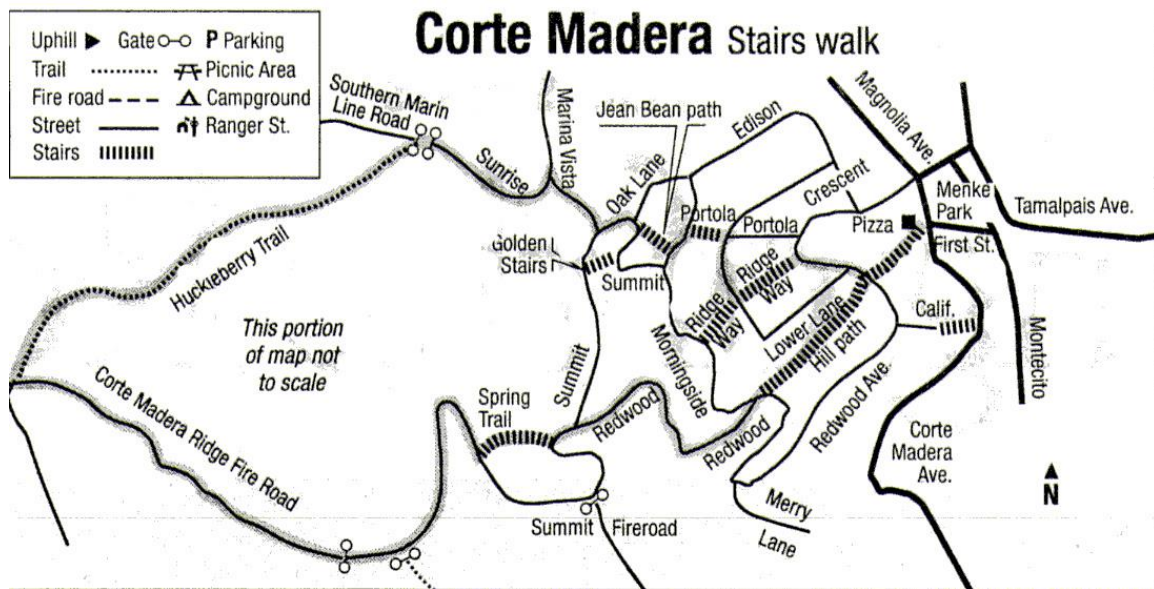 Corte Madera Stairs walk
Uphill Gate P Parking
Trail Picnic Area
Fire road Campground
Street Ranger St.
Stairs
Southern Marin
Line Road
Sunrise
Marina Vista
Jean Bean path
Oak Lane
Edison
Magnolia Ave.
Crescent
Portola
Portola
Pizza
Menke
Park
Tamalpais Ave.
First St.
Golden
Stairs
Summit
Huckleberry Trail
Ridge
Way
Ridge
Way
Lower Lane
Hill path
Calif.
Montecito
This portion
of map not
to scale
Morningside
Summit
Redwood Ave.
Corte Madera Ridge Fire Road
Spring
Trail
Redwood
Redwood
Corte
Madera
Ave.
Merry
Lane
Summit Fireroad
N